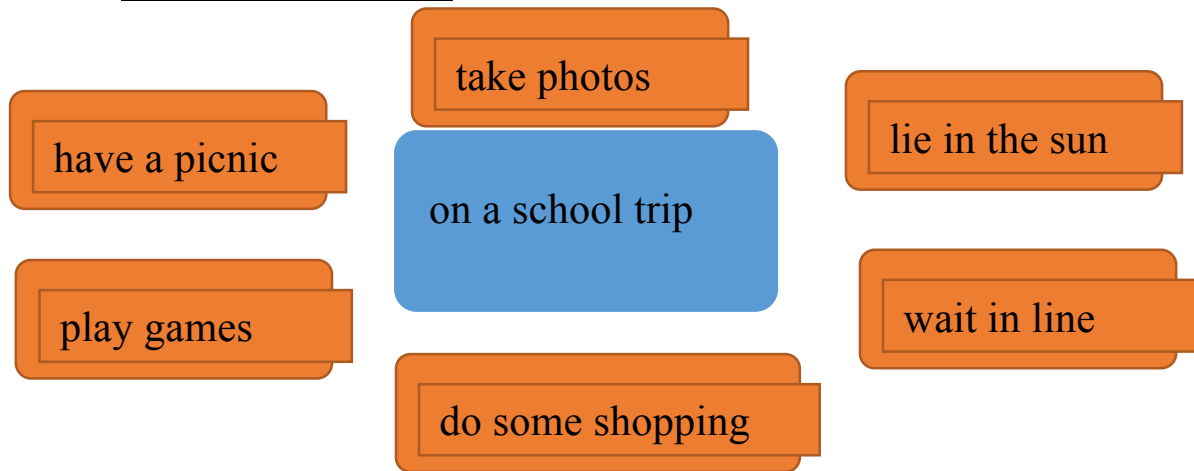 take photos
have a picnic
lie in the sun
on a school trip
play games
wait in line
do some shopping